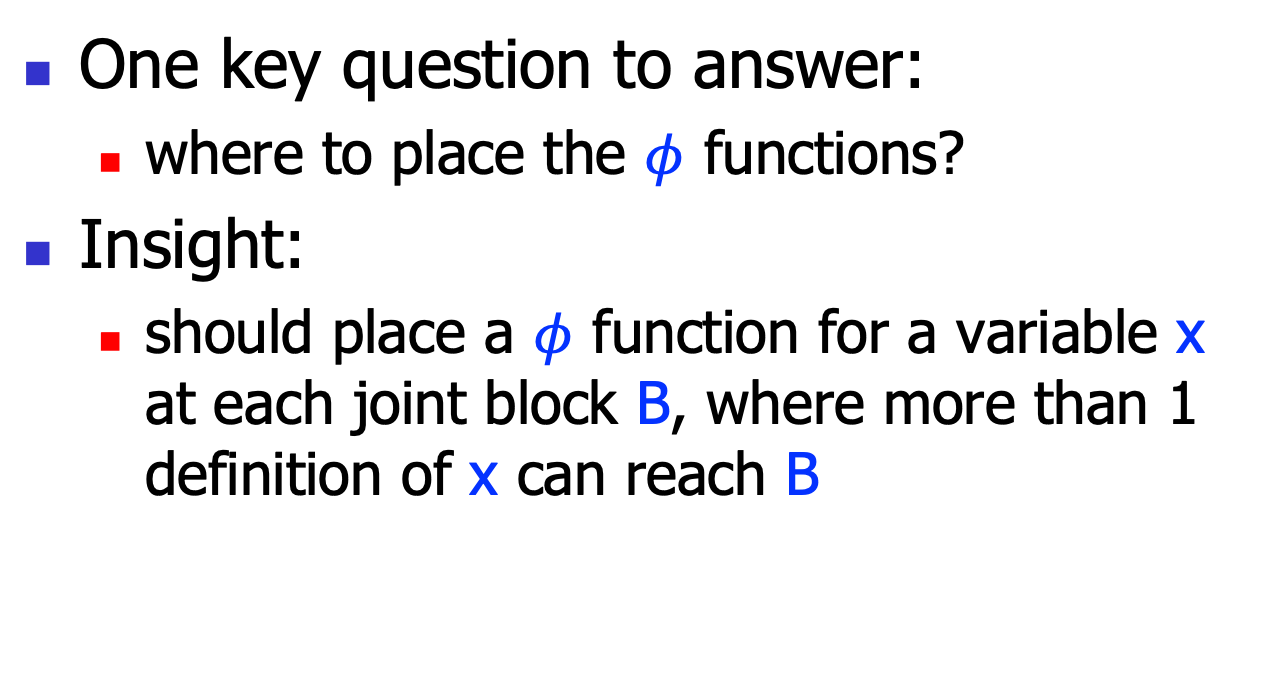 One key question to answer:
where to place the ϕ functions?
Insight:
should place a ϕ function for a variable x
at each joint block B, where more than 1
definition of x can reach B